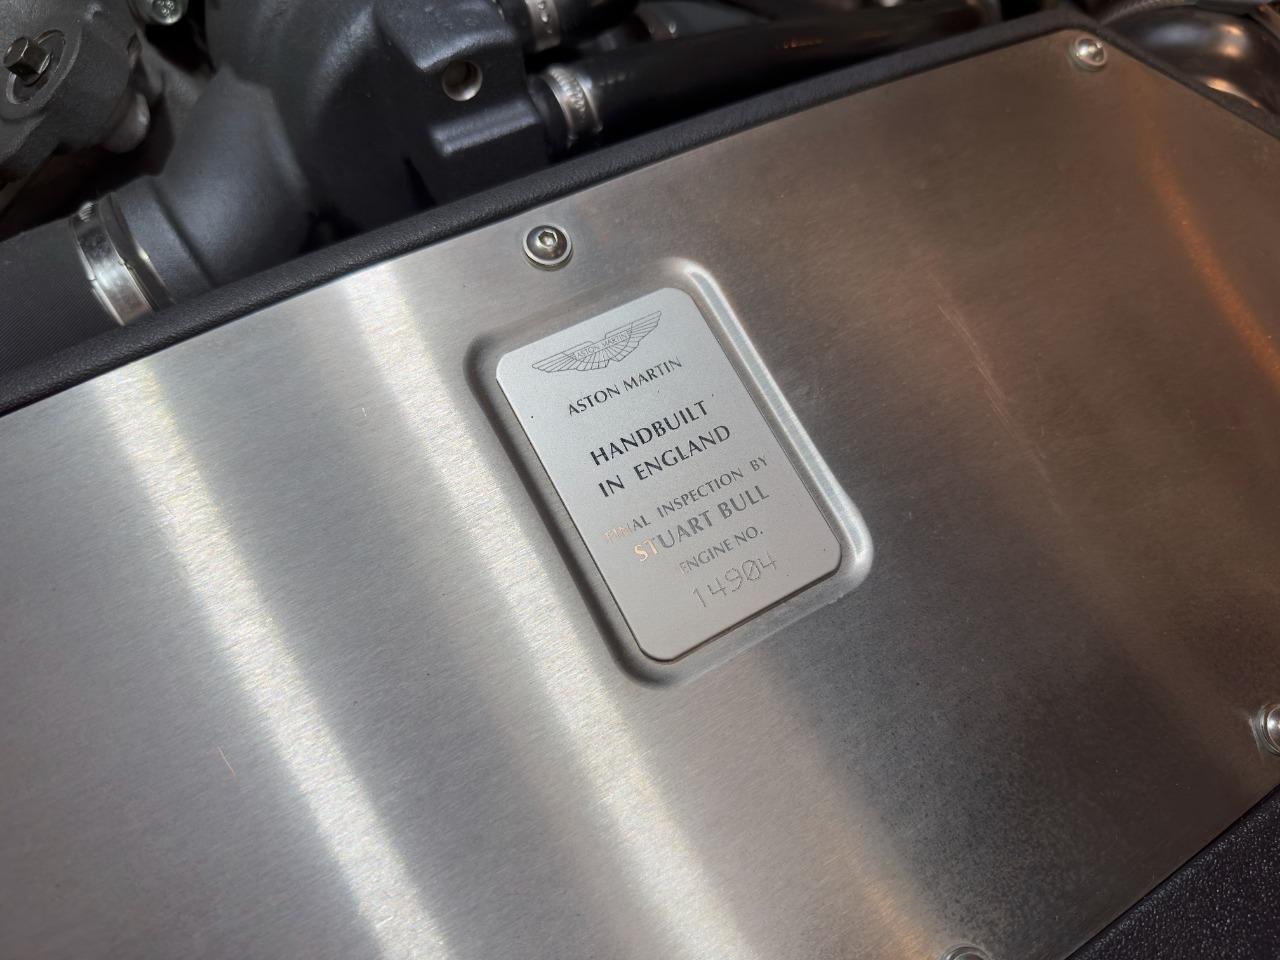 ASTON MARTIN
ASTON MARTIN
HANDBUILT
IN ENGLAND
FINAL INSPECTION BY
STUART BULL
ENGINE NO.
14904